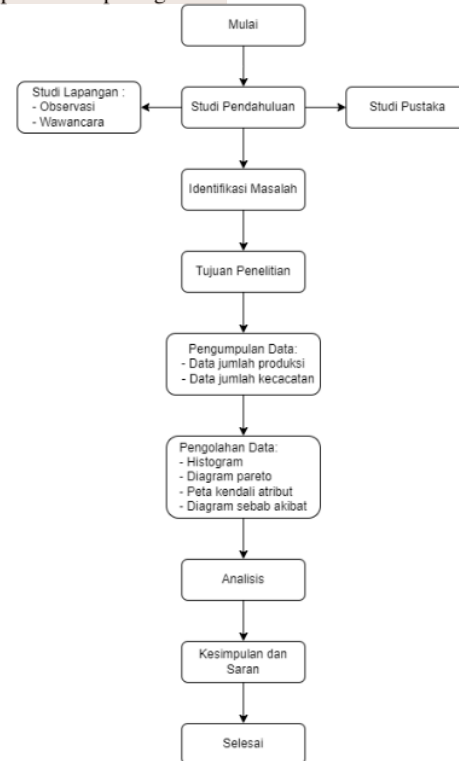 Mulai
Studi Lapangan :
- Observasi
- Wawancara
Studi Pendahuluan
Studi Pustaka
Identifikasi Masalah
Tujuan Penelitian
Pengumpulan Data:
- Data jumlah produksi
- Data jumlah kecacatan
Pengolahan Data:
- Histogram
- Diagram pareto
- Peta kendali atribut
- Diagram sebab akibat
Analisis
Kesimpulan dan
Saran
Selesai